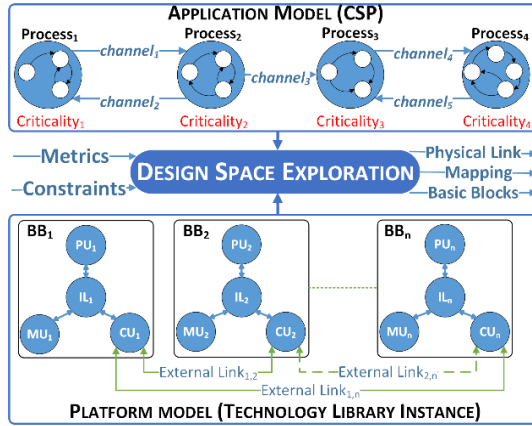 APPLICATION MODEL (CSP)
Process1 Process2 Process3 Process4
channel1 channel4
channel3
channel2 channel5
Criticality1 Criticality2 Criticality3 Criticality4
Metrics
Constraints
DESIGN SPACE EXPLORATION
Physical Link
Mapping
Basic Blocks
BB1 BB2 BBn
PU1 PU2 PUn
IL1 IL2 ILn
MU1 CU1 MU2 CU2 MUn CUn
External Link1,2 External Link2,n
External Link1,n
PLATFORM MODEL (TECHNOLOGY LIBRARY INSTANCE)